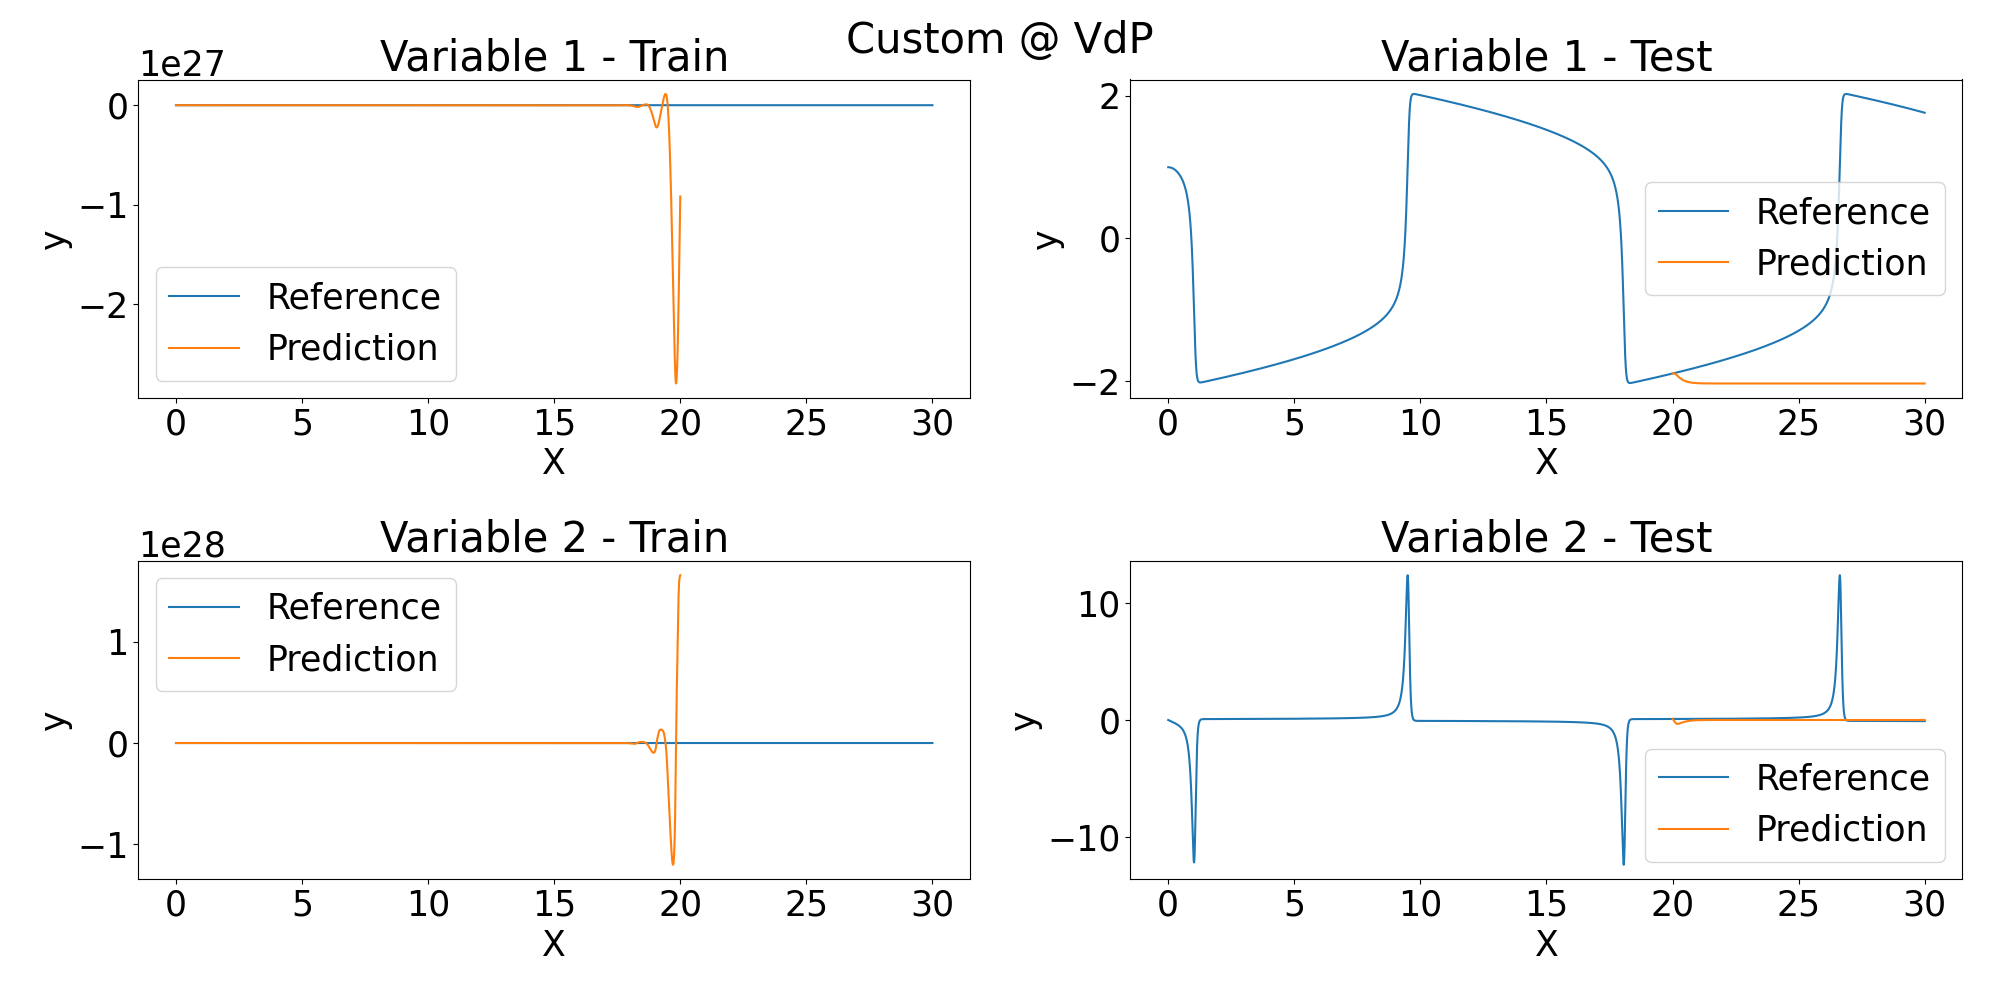 Custom @ VdP
Variable 1 - Train
1e27
0
−1
−2
y
Reference
Prediction
0 5 10 15 20 25 30
X
Variable 1 - Test
2
0
−2
y
Reference
Prediction
0 5 10 15 20 25 30
X
Variable 2 - Train
1e28
1
0
−1
y
Reference
Prediction
0 5 10 15 20 25 30
X
Variable 2 - Test
10
0
−10
y
Reference
Prediction
0 5 10 15 20 25 30
X